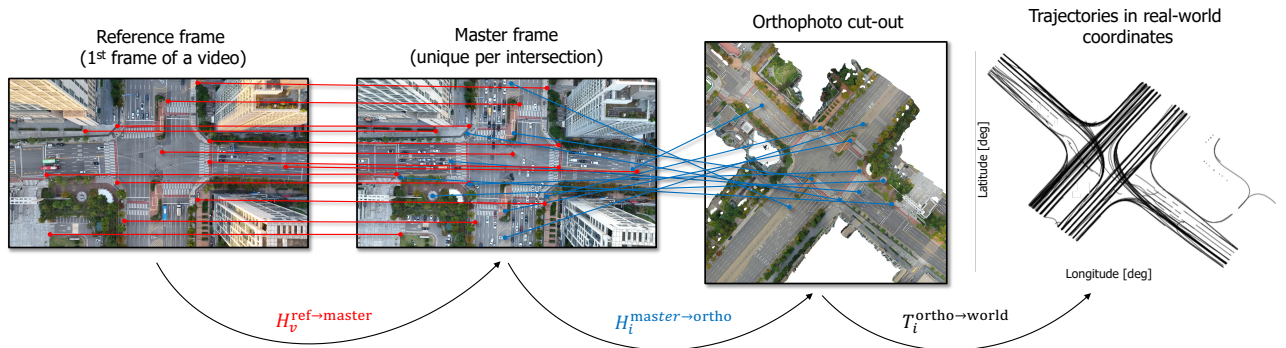 Reference frame
(1st frame of a video)
Master frame
(unique per intersection)
Orthophoto cut-out
Trajectories in real-world
coordinates
Latitude [deg]
Longitude [deg]
H_v^ref→master
H_i^master→ortho
T_i^ortho→world